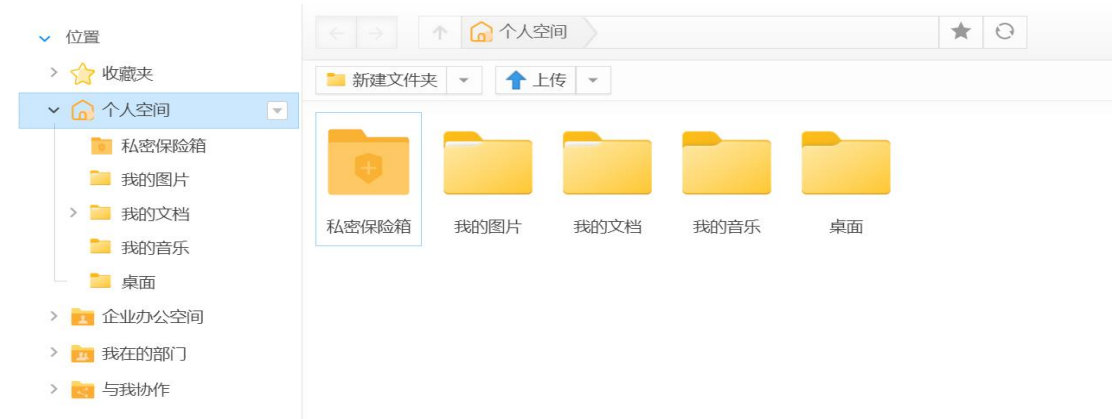 位置
收藏夹
个人空间
私密保险箱
我的图片
我的文档
我的音乐
桌面
企业办公空间
我在的部门
与我协作
个人空间
新建文件夹 上传
私密保险箱 我的图片 我的文档 我的音乐 桌面